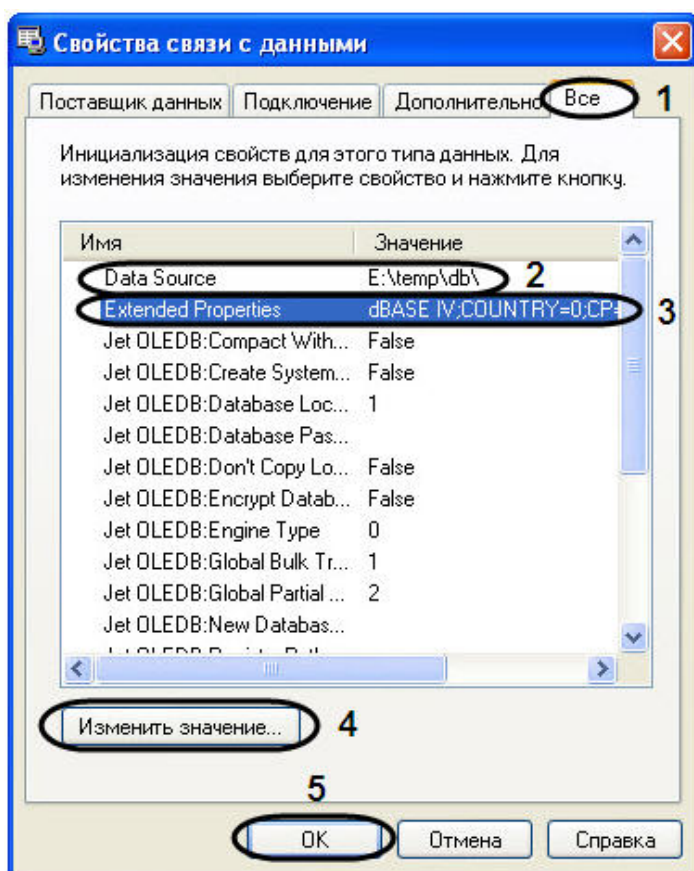 Свойства связи с данными
Поставщик данных Подключение Дополнительно Все 1
Инициализация свойств для этого типа данных. Для
изменения значения выберите свойство и нажмите кнопку.
Имя Значение
Data Source E:\temp\db\ 2
Extended Properties dBASE IV;COUNTRY=0;CP= 3
Jet OLEDB:Compact With... False
Jet OLEDB:Create System... False
Jet OLEDB:Database Loc... 1
Jet OLEDB:Database Pas...
Jet OLEDB:Don't Copy Lo... False
Jet OLEDB:Encrypt Datab... False
Jet OLEDB:Engine Type 0
Jet OLEDB:Global Bulk Tr... 1
Jet OLEDB:Global Partial ... 2
Jet OLEDB:New Databas...
Изменить значение... 4
5
OK Отмена Справка